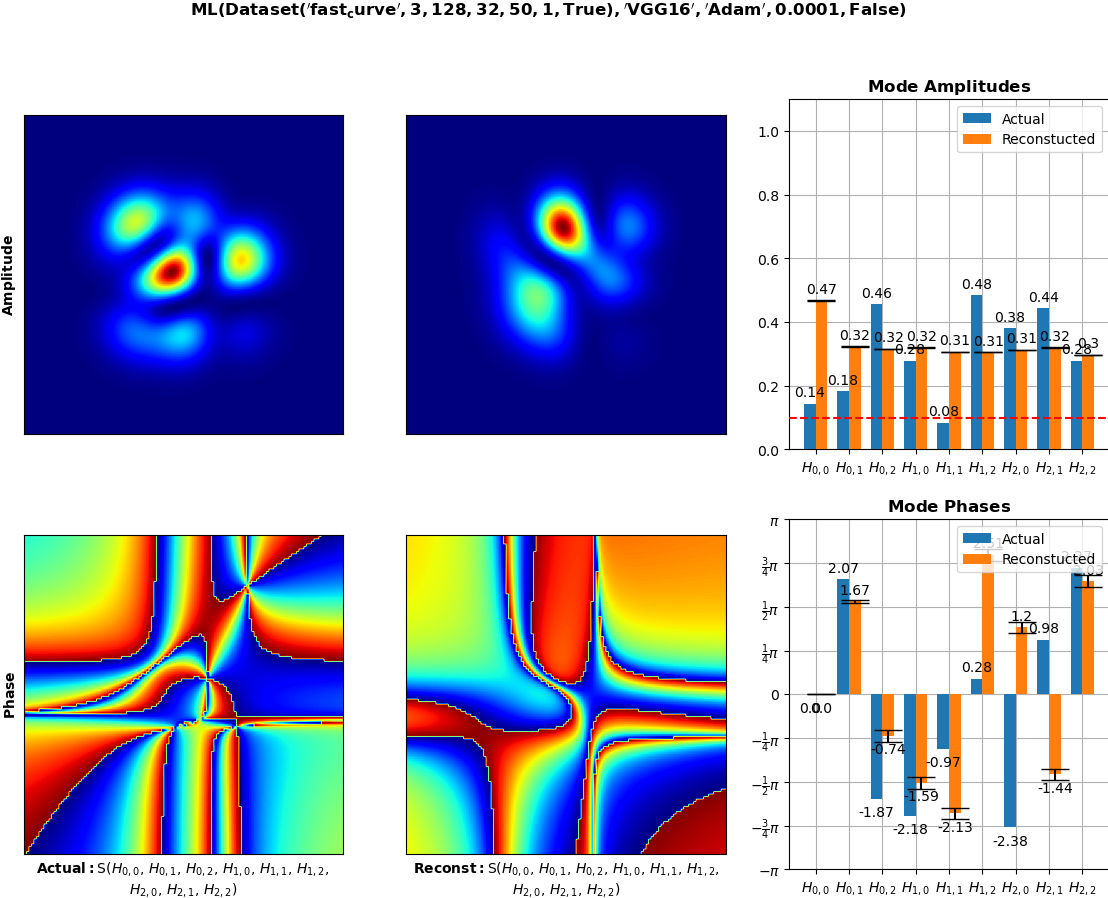 ML(Dataset('fast_curve', 3, 128, 32, 50, 1, True), 'VGG16', 'Adam', 0.0001, False)
Amplitude
Mode Amplitudes
Actual
Reconstucted
1.0
0.8
0.6
0.4
0.2
0.0
0.14
0.47
0.18
0.32
0.46
0.32
0.28
0.32
0.08
0.31
0.48
0.31
0.38
0.31
0.44
0.32
0.28
0.3
H0,0 H0,1 H0,2 H1,0 H1,1 H1,2 H2,0 H2,1 H2,2
Phase
Actual: S(H0,0, H0,1, H0,2, H1,0, H1,1, H1,2,
H2,0, H2,1, H2,2)
Reconst: S(H0,0, H0,1, H0,2, H1,0, H1,1, H1,2,
H2,0, H2,1, H2,2)
Mode Phases
Actual
Reconstucted
π
3/4π
1/2π
1/4π
0
−1/4π
−1/2π
−3/4π
−π
0.0
0.0
2.07
1.67
-1.87
-0.74
-2.18
-1.59
-0.97
-2.13
0.28
-2.38
1.2
0.98
-1.44
H0,0 H0,1 H0,2 H1,0 H1,1 H1,2 H2,0 H2,1 H2,2